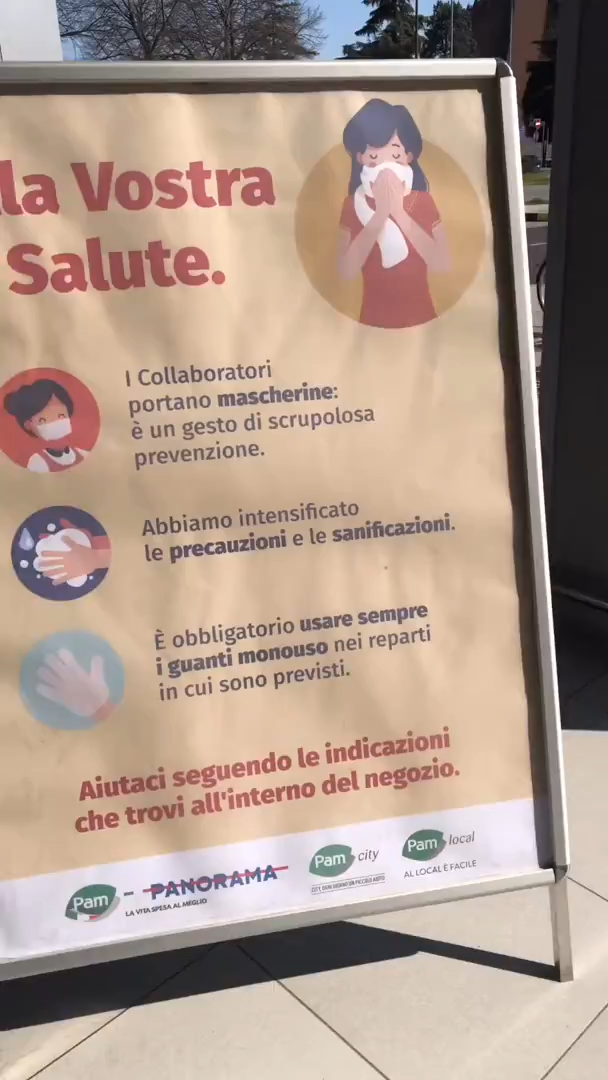 la Vostra
Salute.
I Collaboratori
portano mascherine:
è un gesto di scrupolosa
prevenzione.
Abbiamo intensificato
le precauzioni e le sanificazioni.
È obbligatorio usare sempre
i guanti monouso nei reparti
in cui sono previsti.
Aiutaci seguendo le indicazioni
che trovi all'interno del negozio.
Pam - PANORAMA
LA VITA SPESA AL MEGLIO
Pam city
Pam local
AL LOCAL È FACILE